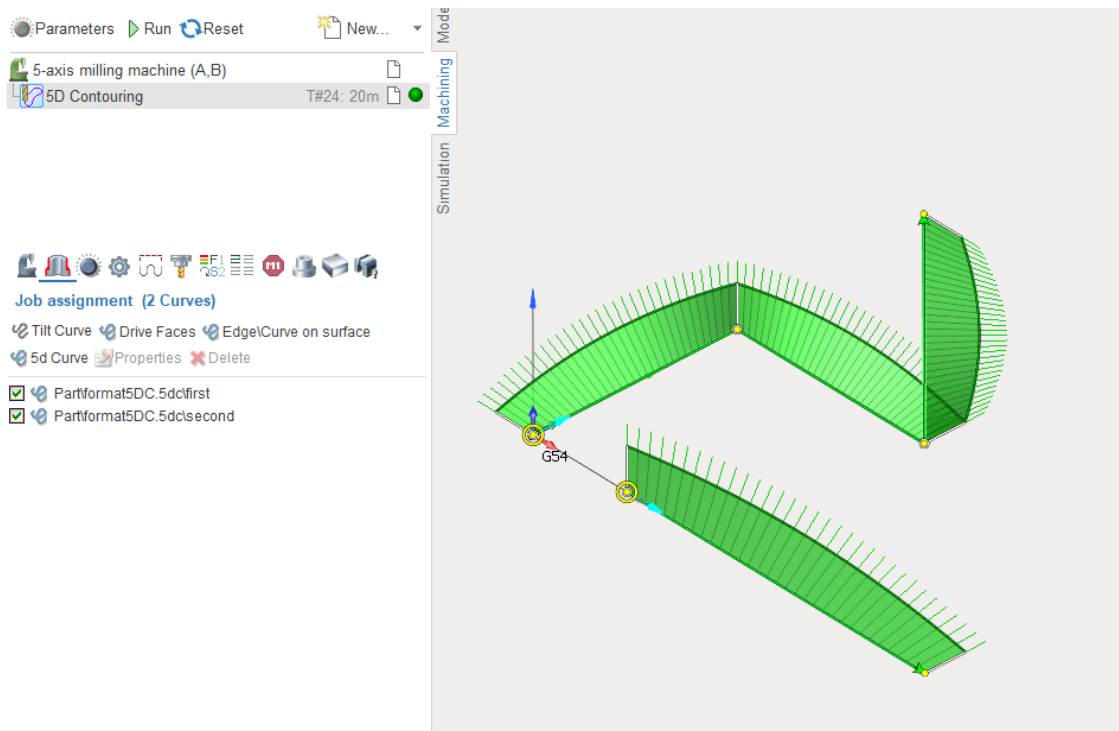 Parameters Run Reset New...
5-axis milling machine (A,B)
5D Contouring T#24: 20m
Machining
Simulation
Job assignment (2 Curves)
Tilt Curve Drive Faces Edge\Curve on surface
5d Curve Properties Delete
Part\format5DC.5dc\first
Part\format5DC.5dc\second
G54